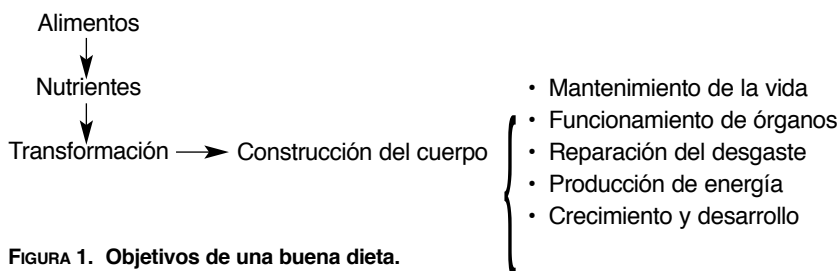 Alimentos
Nutrientes
Transformación
Construcción del cuerpo
• Mantenimiento de la vida
• Funcionamiento de órganos
• Reparación del desgaste
• Producción de energía
• Crecimiento y desarrollo
FIGURA 1. Objetivos de una buena dieta.